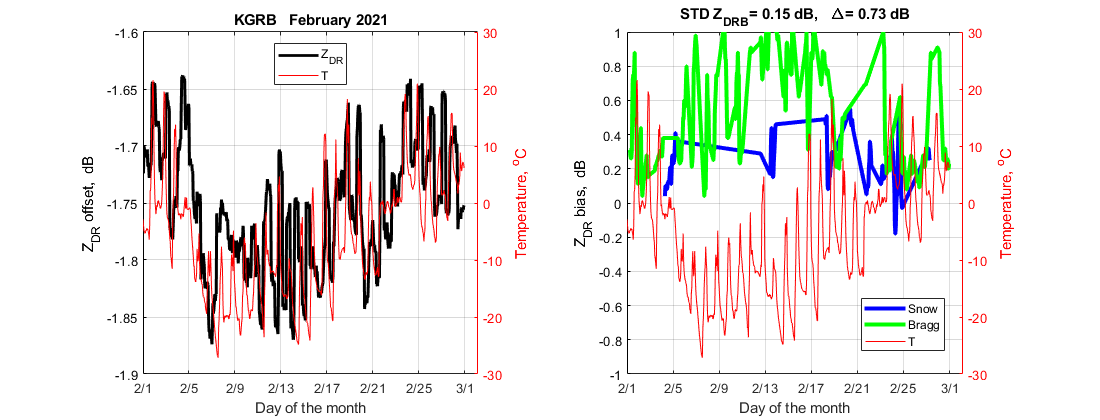 KGRB   February 2021
Z_DR
T
-1.6
-1.65
-1.7
-1.75
-1.8
-1.85
-1.9
Z_DR offset,  dB
30
20
10
0
-10
-20
-30
Temperature, °C
2/1 2/5 2/9 2/13 2/17 2/21 2/25 3/1
Day of the month
STD Z_DRB = 0.15 dB,   Δ= 0.73 dB
1
0.8
0.6
0.4
0.2
0
-0.2
-0.4
-0.6
-0.8
-1
Z_DR bias,  dB
Snow
Bragg
T
30
20
10
0
-10
-20
-30
Temperature, °C
2/1 2/5 2/9 2/13 2/17 2/21 2/25 3/1
Day of the month